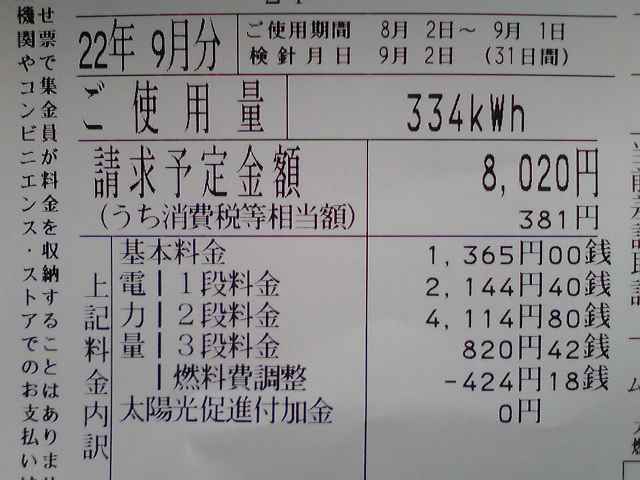 22年 9月分
ご使用期間 8月 2日～ 9月 1日
検針月日 9月 2日 (31日間)
ご使用量 334kWh
請求予定金額 8,020円
(うち消費税等相当額) 381円
上記料金内訳
基本料金 1,365円00銭
電力量
1段料金 2,144円40銭
2段料金 4,114円80銭
3段料金 820円42銭
燃料費調整 -424円18銭
太陽光促進付加金 0円
せ票で集金員が料金を収納することはありま
機関やコンビニエンス・ストアでのお支払い